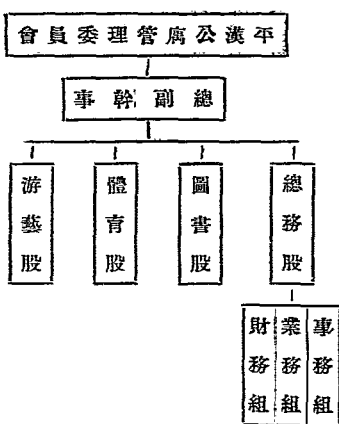 平漢公寓管理委員會
總副幹事
總務股
圖書股
體育股
游藝股
事務組
業務組
財務組